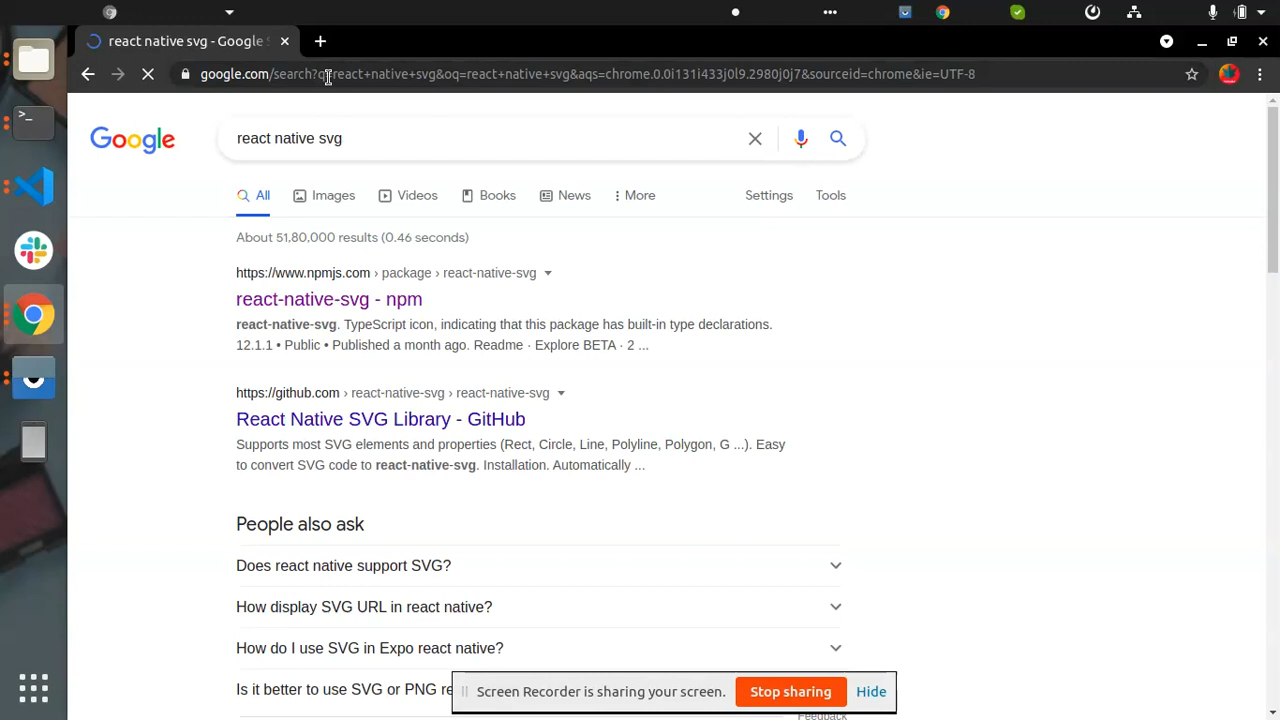 react native svg - Google S
google.com/search?q=react+native+svg&oq=react+native+svg&aqs=chrome.0.0i131i433j0l9.2980j0j7&sourceid=chrome&ie=UTF-8
Google
react native svg
All
Images
Videos
Books
News
More
Settings
Tools
About 51,80,000 results (0.46 seconds)
https://www.npmjs.com › package › react-native-svg
react-native-svg - npm
react-native-svg. TypeScript icon, indicating that this package has built-in type declarations.
12.1.1 • Public • Published a month ago. Readme · Explore BETA · 2 ...
https://github.com › react-native-svg › react-native-svg
React Native SVG Library - GitHub
Supports most SVG elements and properties (Rect, Circle, Line, Polyline, Polygon, G ...). Easy
to convert SVG code to react-native-svg. Installation. Automatically ...
People also ask
Does react native support SVG?
How display SVG URL in react native?
How do I use SVG in Expo react native?
Is it better to use SVG or PNG re
Screen Recorder is sharing your screen.
Stop sharing
Hide
Feedback